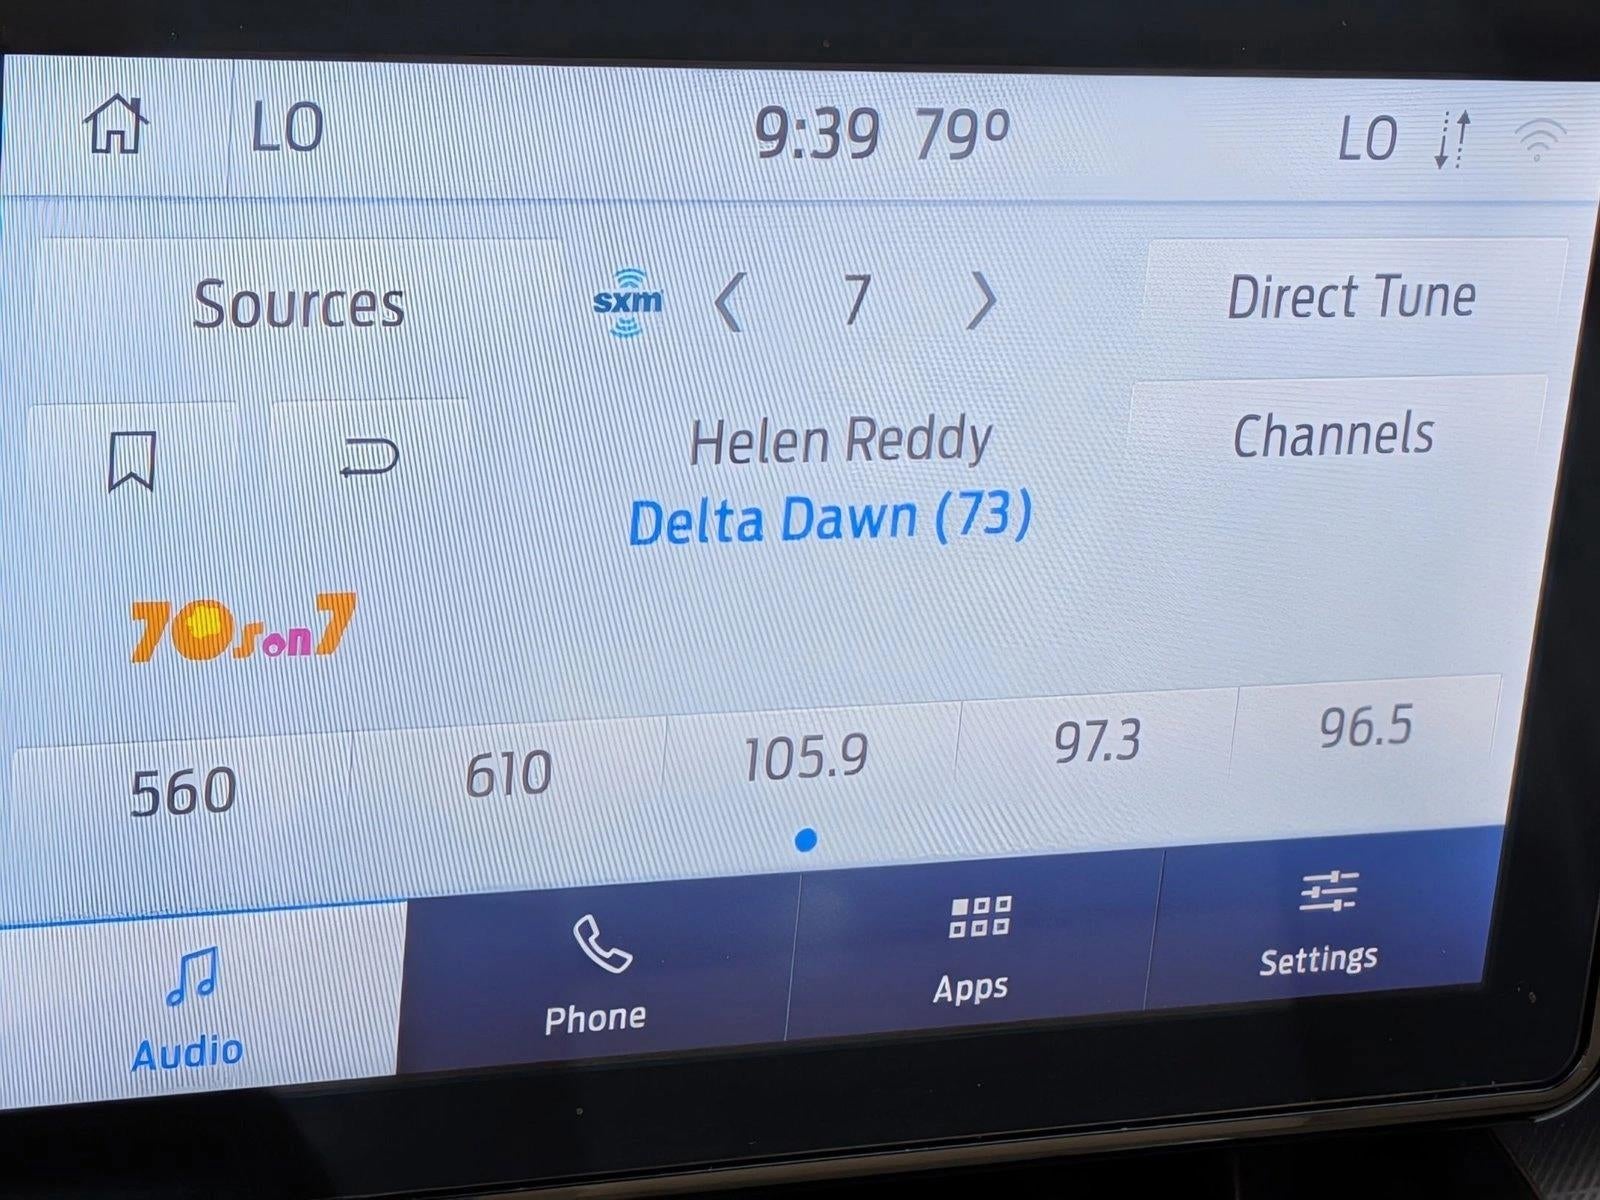 LO 9:39 79° LO
Sources sxm 7 Direct Tune
Helen Reddy Channels
Delta Dawn (73)
70s on 7
560 610 105.9 97.3 96.5
Audio Phone Apps Settings